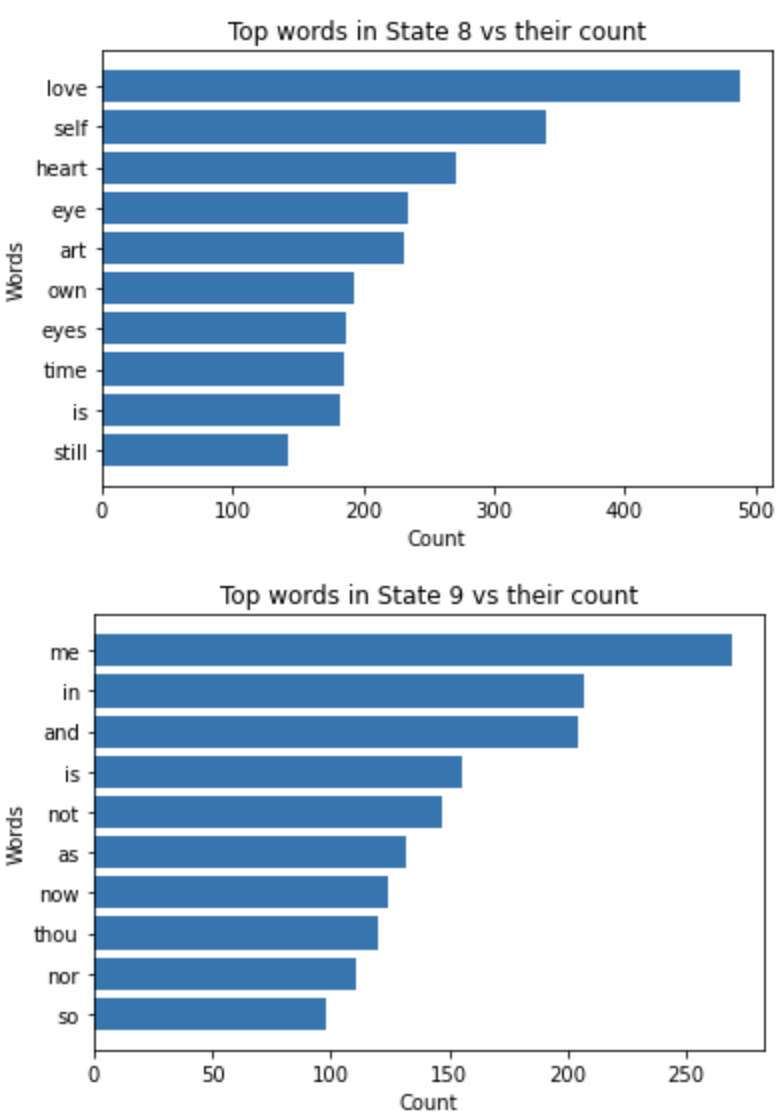 Top words in State 8 vs their count
love
self
heart
eye
art
own
eyes
time
is
still
Words
0 100 200 300 400 500
Count
Top words in State 9 vs their count
me
in
and
is
not
as
now
thou
nor
so
Words
0 50 100 150 200 250
Count